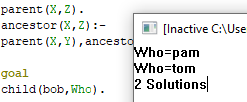 parent(X,Z).
ancestor(X,Z):-
parent(X,Y),ancesto
goal
child(bob,Who).
[Inactive C:\Use
Who=pam
Who=tom
2 Solutions